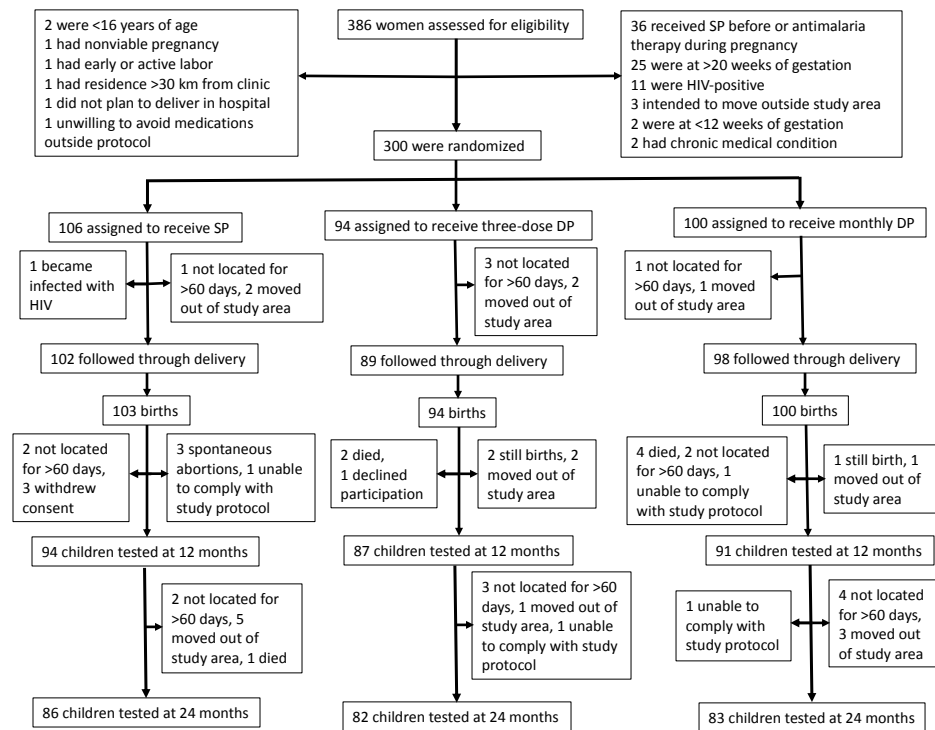 2 were <16 years of age
1 had nonviable pregnancy
1 had early or active labor
1 had residence >30 km from clinic
1 did not plan to deliver in hospital
1 unwilling to avoid medications
outside protocol
386 women assessed for eligibility
36 received SP before or antimalaria
therapy during pregnancy
25 were at >20 weeks of gestation
11 were HIV-positive
3 intended to move outside study area
2 were at <12 weeks of gestation
2 had chronic medical condition
300 were randomized
106 assigned to receive SP
94 assigned to receive three-dose DP
100 assigned to receive monthly DP
1 became
infected with
HIV
1 not located for
>60 days, 2 moved
out of study area
3 not located
for >60 days, 2
moved out of
study area
1 not located for
>60 days, 1 moved
out of study area
102 followed through delivery
89 followed through delivery
98 followed through delivery
103 births
94 births
100 births
2 not located
for >60 days,
3 withdrew
consent
3 spontaneous
abortions, 1 unable
to comply with
study protocol
2 died,
1 declined
participation
2 still births, 2
moved out of
study area
4 died, 2 not located
for >60 days, 1
unable to comply
with study protocol
1 still birth, 1
moved out of
study area
94 children tested at 12 months
87 children tested at 12 months
91 children tested at 12 months
2 not located for
>60 days, 5
moved out of
study area, 1 died
3 not located for >60
days, 1 moved out of
study area, 1 unable
to comply with study
protocol
1 unable to
comply with
study protocol
4 not located
for >60 days,
3 moved out of
study area
86 children tested at 24 months
82 children tested at 24 months
83 children tested at 24 months